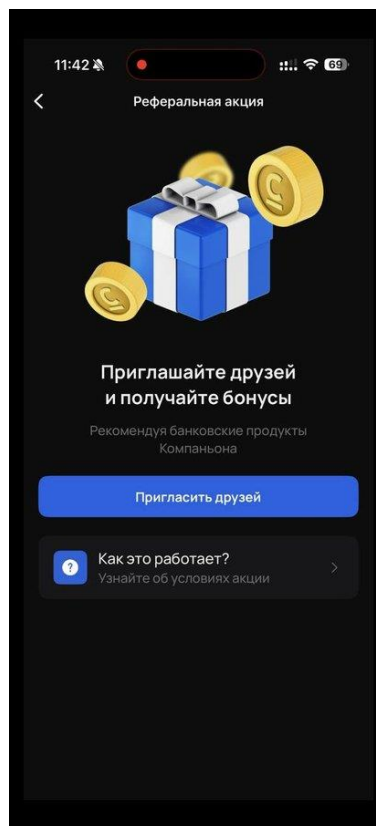 11:42
69
Реферальная акция
Приглашайте друзей
и получайте бонусы
Рекомендуя банковские продукты
Компаньона
Пригласить друзей
?
Как это работает?
Узнайте об условиях акции